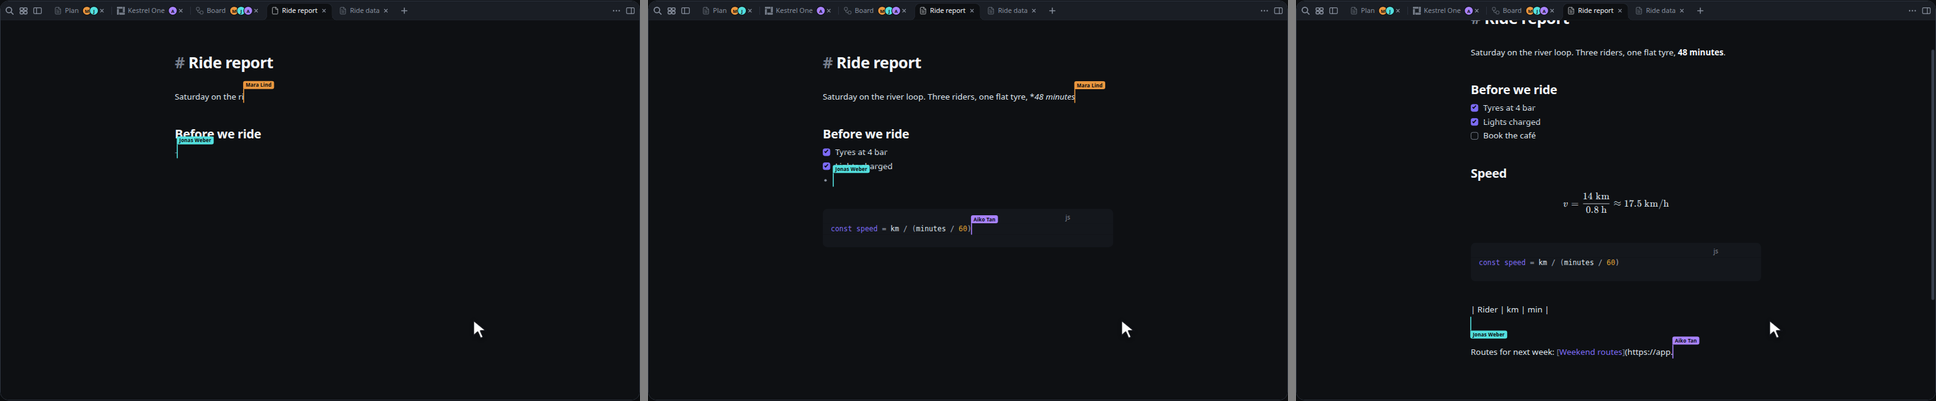 Plan M J Kestrel One A Board M J A Ride report Ride data
# Ride report
Mara Lind
Saturday on the ri
Before we ride
Jonas Weber
Plan M J Kestrel One A Board M J A Ride report Ride data
# Ride report
Mara Lind
Saturday on the river loop. Three riders, one flat tyre, *48 minutes
Before we ride
Tyres at 4 bar
Lights charged
Jonas Weber
js
Aiko Tan
const speed = km / (minutes / 60)
Plan M J Kestrel One A Board M J A Ride report Ride data
# Ride report
Saturday on the river loop. Three riders, one flat tyre, 48 minutes.
Before we ride
Tyres at 4 bar
Lights charged
Book the café
Speed
v = 14 km / 0.8 h ≈ 17.5 km/h
js
const speed = km / (minutes / 60)
| Rider | km | min |
Jonas Weber
Aiko Tan
Routes for next week: [Weekend routes](https://app.